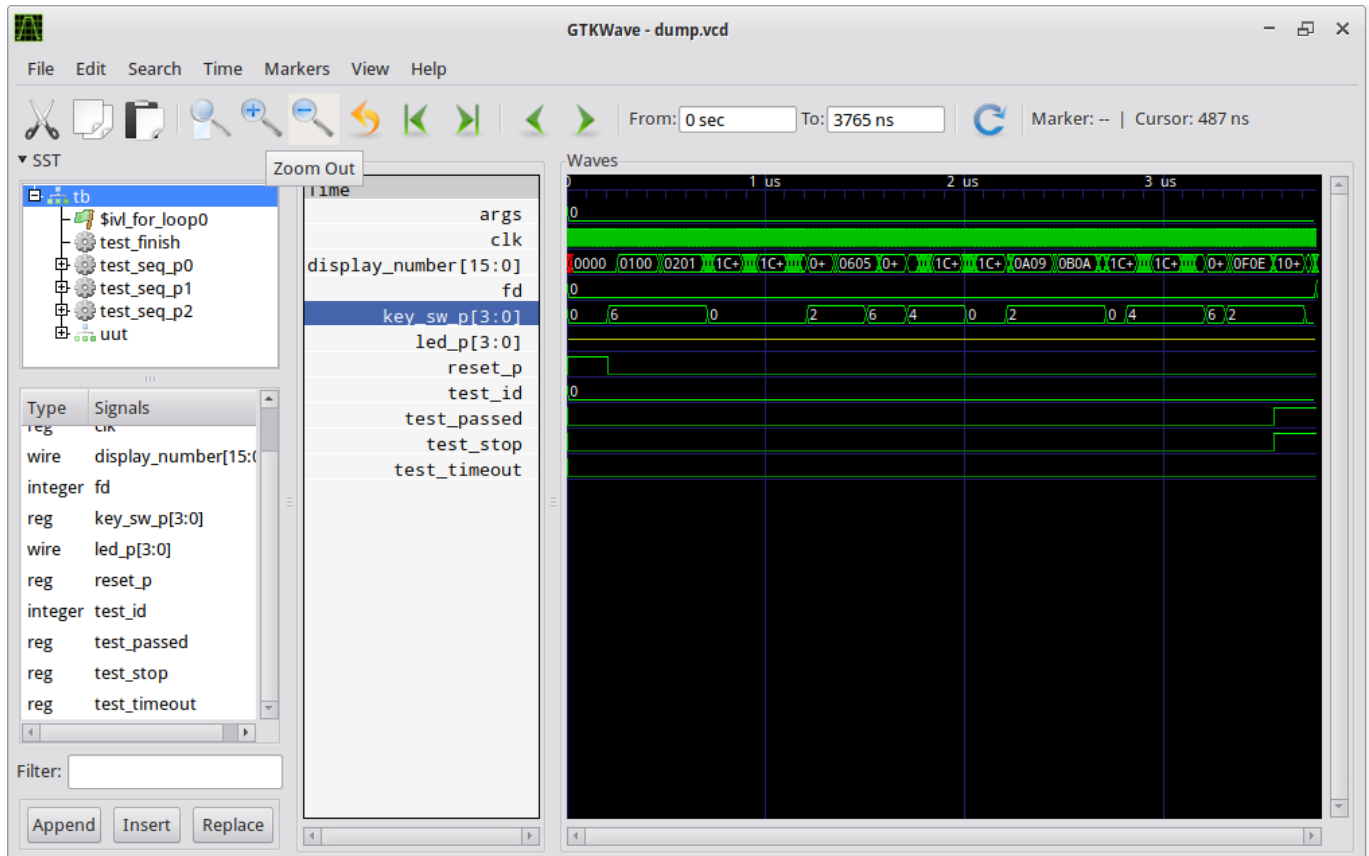 GTKWave - dump.vcd
File Edit Search Time Markers View Help
From: 0 sec To: 3765 ns Marker: -- | Cursor: 487 ns
▾ SST
Zoom Out
tb
$ivl_for_loop0
test_finish
test_seq_p0
test_seq_p1
test_seq_p2
uut
Type Signals
reg clk
wire display_number[15:(
integer fd
reg key_sw_p[3:0]
wire led_p[3:0]
reg reset_p
integer test_id
reg test_passed
reg test_stop
reg test_timeout
Filter:
Append Insert Replace
Time
args
clk
display_number[15:0]
fd
key_sw_p[3:0]
led_p[3:0]
reset_p
test_id
test_passed
test_stop
test_timeout
Waves
0 1 us 2 us 3 us
0
0000 0100 0201 1C+ 1C+ 0+ 0605 0+ 1C+ 1C+ 0A09 0B0A 1C+ 1C+ 0+ 0F0E 10+
0
0 6 0 2 6 4 0 2 0 4 6 2
0